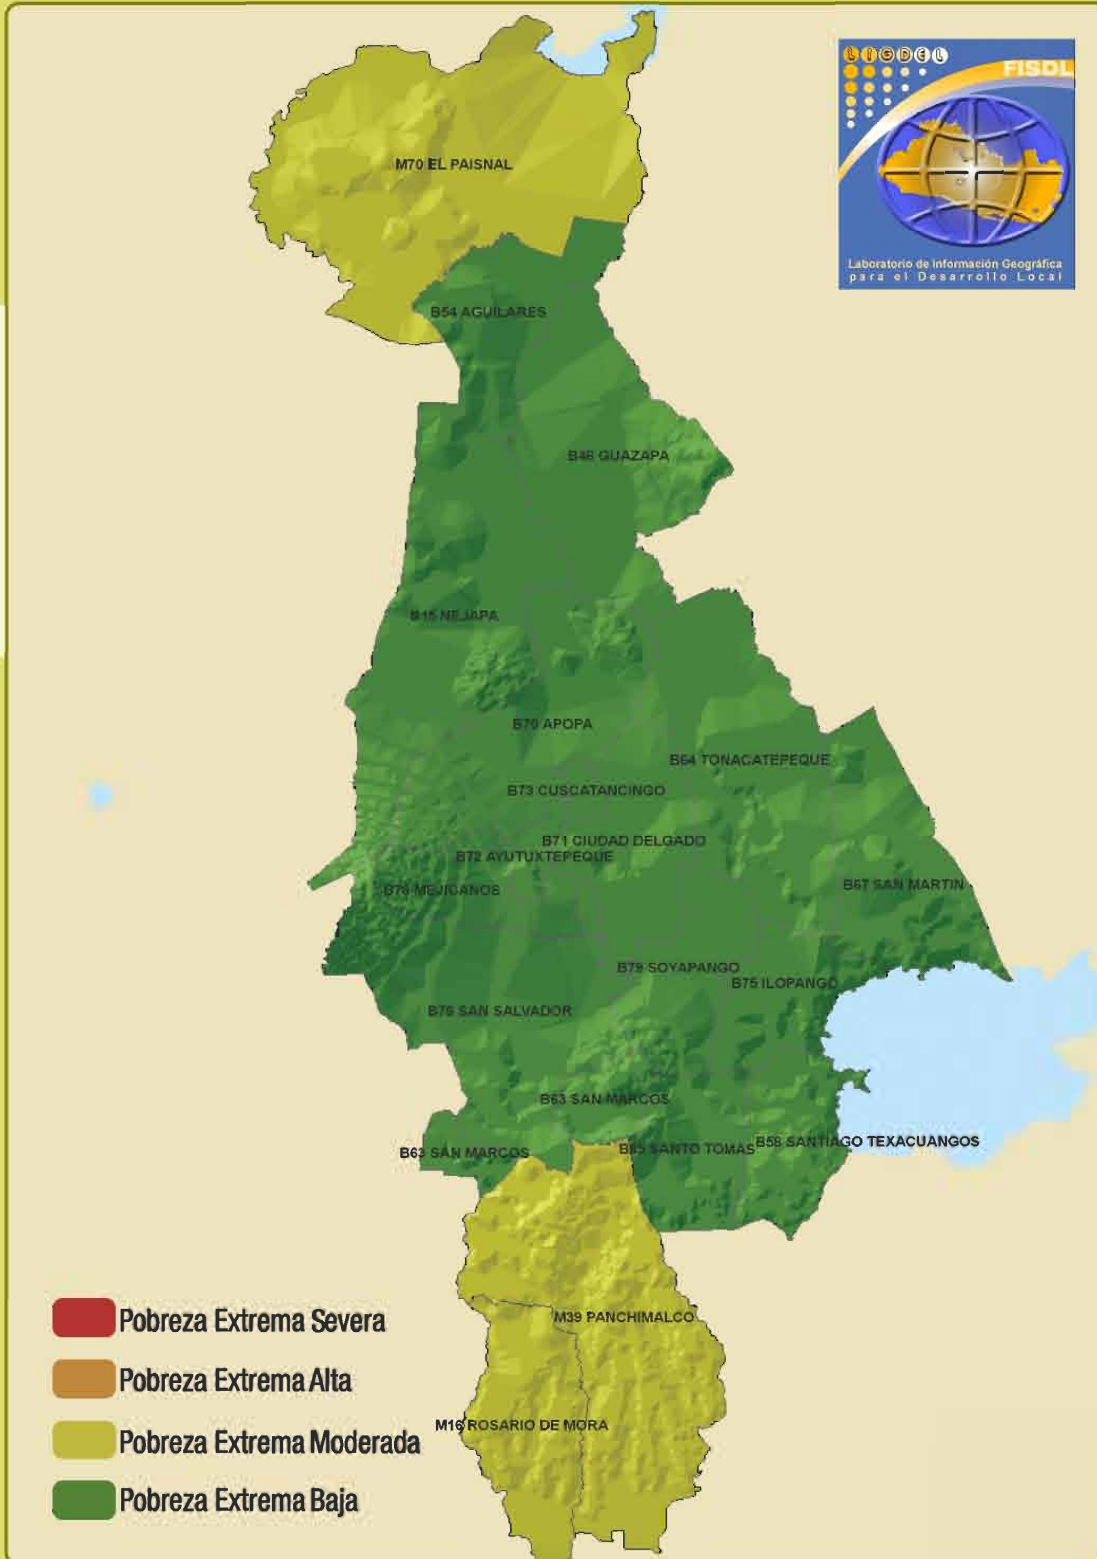 LIGDEL
FISDL
Laboratorio de Información Geográfica
para el Desarrollo Local
M70 EL PAISNAL
B54 AGUILARES
B46 GUAZAPA
B15 NEJAPA
B70 APOPA
B64 TONACATEPEQUE
B73 CUSCATANCINGO
B71 CIUDAD DELGADO
B72 AYUTUXTEPEQUE
B67 SAN MARTIN
B78 MEJICANOS
B79 SOYAPANGO
B75 ILOPANGO
B76 SAN SALVADOR
B63 SAN MARCOS
B58 SANTIAGO TEXACUANGOS
SANTO TOMAS
B63 SAN MARCOS
M39 PANCHIMALCO
M16 ROSARIO DE MORA
Pobreza Extrema Severa
Pobreza Extrema Alta
Pobreza Extrema Moderada
Pobreza Extrema Baja